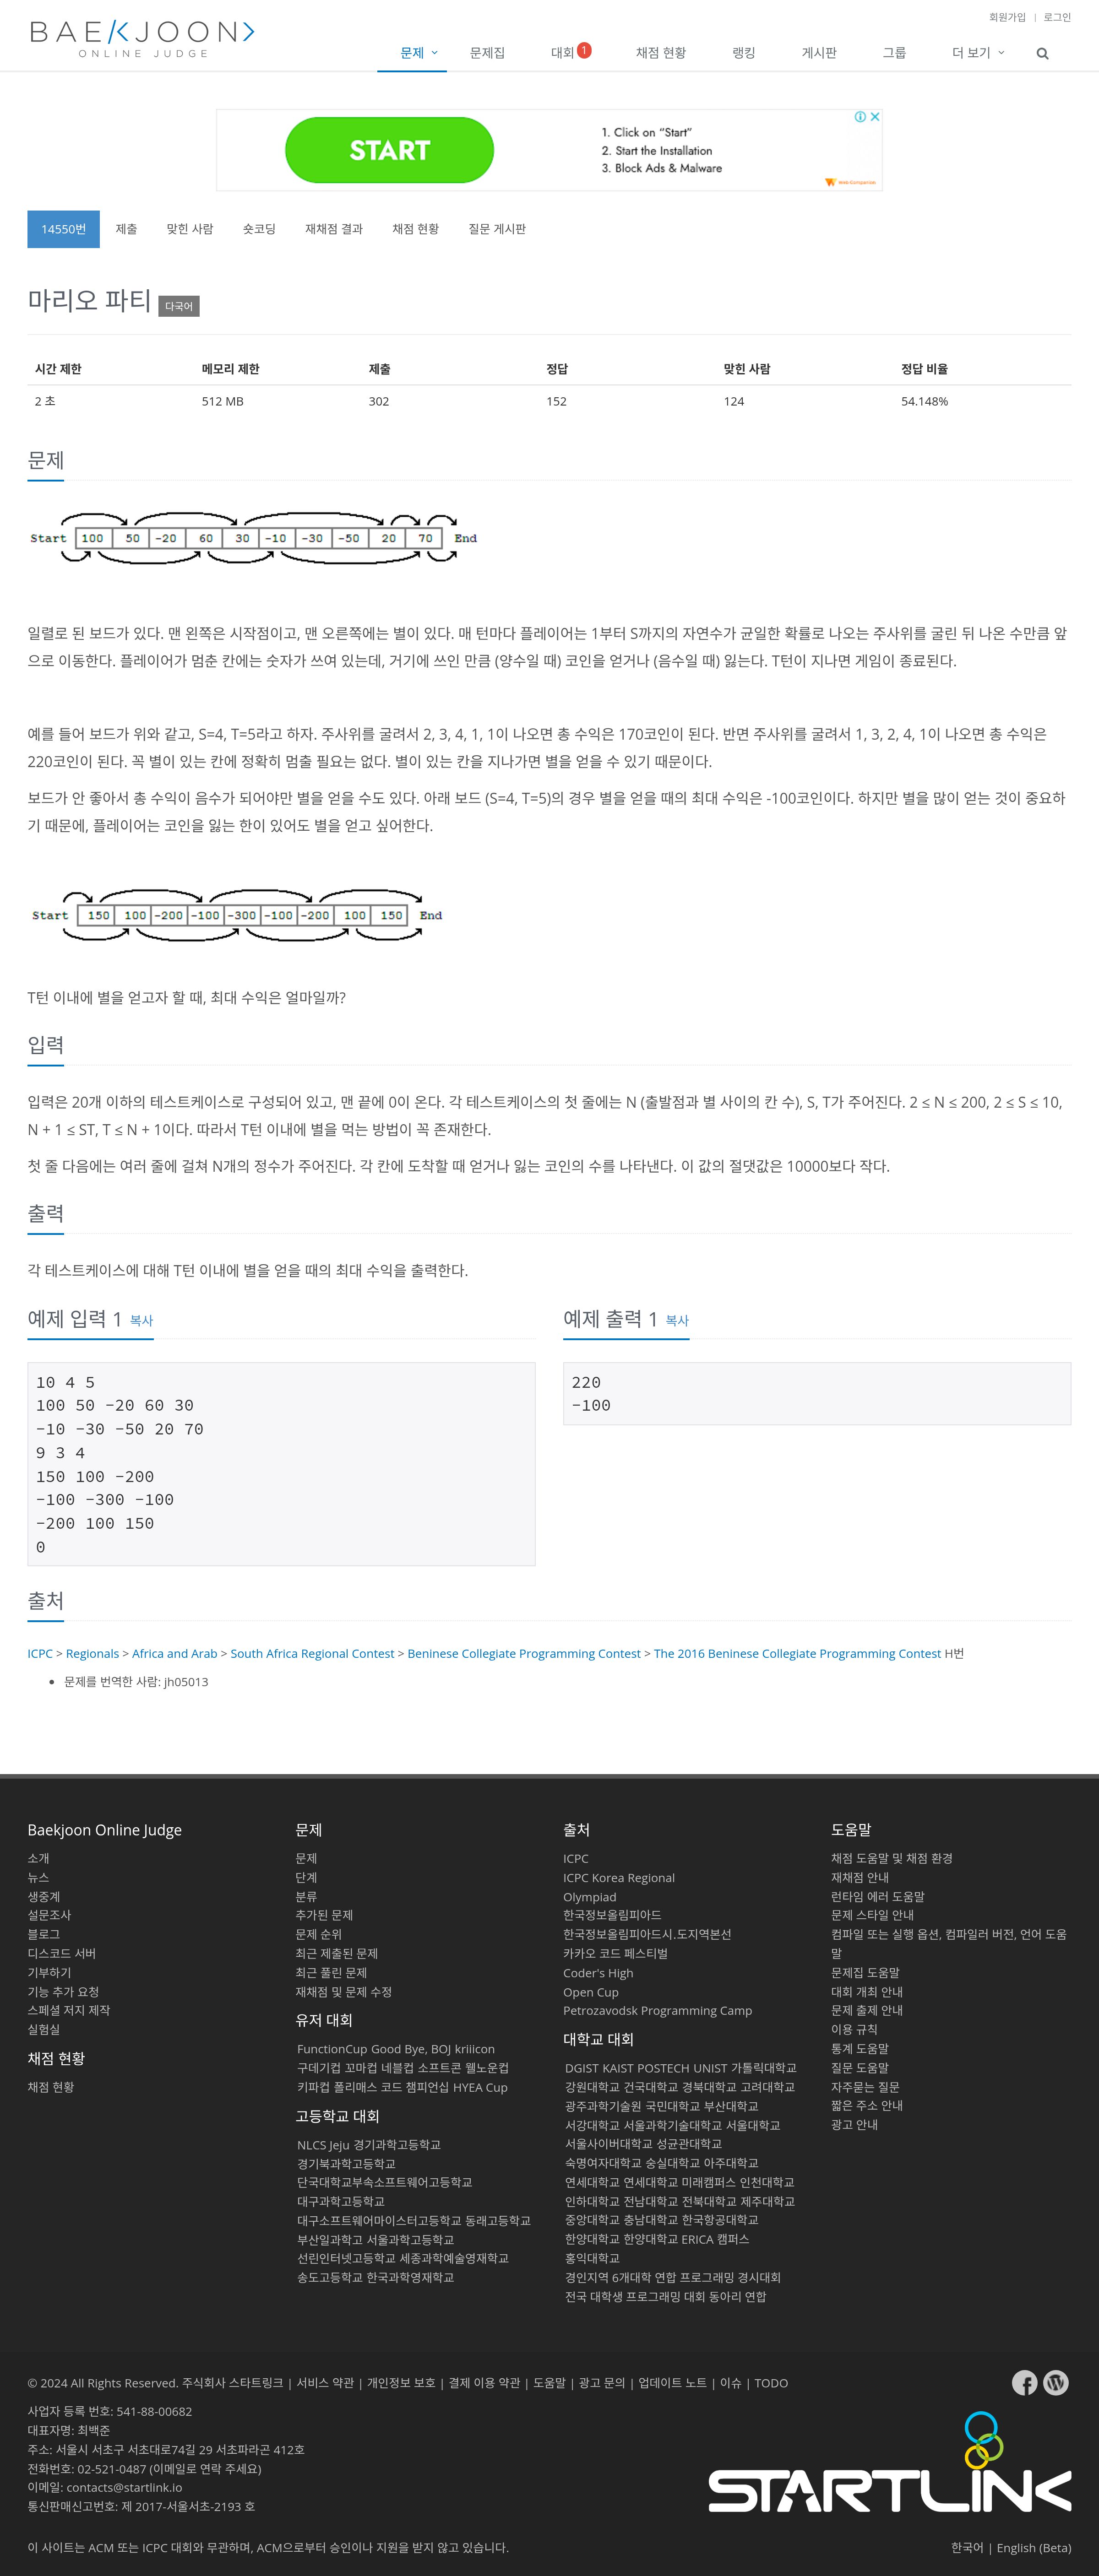 회원가입 | 로그인
BAEKJOON
ONLINE JUDGE
문제 문제집 대회 1 채점 현황 랭킹 게시판 그룹 더 보기
START
1. Click on “Start”
2. Start the Installation
3. Block Ads & Malware
Web Companion
14550번 제출 맞힌 사람 숏코딩 재채점 결과 채점 현황 질문 게시판
마리오 파티 다국어
시간 제한 메모리 제한 제출 정답 맞힌 사람 정답 비율
2 초 512 MB 302 152 124 54.148%
문제
Start 100 50 -20 60 30 -10 -30 -50 20 70 End
일렬로 된 보드가 있다. 맨 왼쪽은 시작점이고, 맨 오른쪽에는 별이 있다. 매 턴마다 플레이어는 1부터 S까지의 자연수가 균일한 확률로 나오는 주사위를 굴린 뒤 나온 수만큼 앞
으로 이동한다. 플레이어가 멈춘 칸에는 숫자가 쓰여 있는데, 거기에 쓰인 만큼 (양수일 때) 코인을 얻거나 (음수일 때) 잃는다. T턴이 지나면 게임이 종료된다.
예를 들어 보드가 위와 같고, S=4, T=5라고 하자. 주사위를 굴려서 2, 3, 4, 1, 1이 나오면 총 수익은 170코인이 된다. 반면 주사위를 굴려서 1, 3, 2, 4, 1이 나오면 총 수익은
220코인이 된다. 꼭 별이 있는 칸에 정확히 멈출 필요는 없다. 별이 있는 칸을 지나가면 별을 얻을 수 있기 때문이다.
보드가 안 좋아서 총 수익이 음수가 되어야만 별을 얻을 수도 있다. 아래 보드 (S=4, T=5)의 경우 별을 얻을 때의 최대 수익은 -100코인이다. 하지만 별을 많이 얻는 것이 중요하
기 때문에, 플레이어는 코인을 잃는 한이 있어도 별을 얻고 싶어한다.
Start 150 100 -200 -100 -300 -100 -200 100 150 End
T턴 이내에 별을 얻고자 할 때, 최대 수익은 얼마일까?
입력
입력은 20개 이하의 테스트케이스로 구성되어 있고, 맨 끝에 0이 온다. 각 테스트케이스의 첫 줄에는 N (출발점과 별 사이의 칸 수), S, T가 주어진다. 2 ≤ N ≤ 200, 2 ≤ S ≤ 10,
N + 1 ≤ ST, T ≤ N + 1이다. 따라서 T턴 이내에 별을 먹는 방법이 꼭 존재한다.
첫 줄 다음에는 여러 줄에 걸쳐 N개의 정수가 주어진다. 각 칸에 도착할 때 얻거나 잃는 코인의 수를 나타낸다. 이 값의 절댓값은 10000보다 작다.
출력
각 테스트케이스에 대해 T턴 이내에 별을 얻을 때의 최대 수익을 출력한다.
예제 입력 1 복사
10 4 5
100 50 -20 60 30
-10 -30 -50 20 70
9 3 4
150 100 -200
-100 -300 -100
-200 100 150
0
예제 출력 1 복사
220
-100
출처
ICPC > Regionals > Africa and Arab > South Africa Regional Contest > Beninese Collegiate Programming Contest > The 2016 Beninese Collegiate Programming Contest H번
문제를 번역한 사람: jh05013
Baekjoon Online Judge
소개
뉴스
생중계
설문조사
블로그
디스코드 서버
기부하기
기능 추가 요청
스페셜 저지 제작
실험실
채점 현황
채점 현황
문제
문제
단계
분류
추가된 문제
문제 순위
최근 제출된 문제
최근 풀린 문제
재채점 및 문제 수정
유저 대회
FunctionCup Good Bye, BOJ kriiicon
구데기컵 꼬마컵 네블컵 소프트콘 웰노운컵
키파컵 폴리매스 코드 챔피언십 HYEA Cup
고등학교 대회
NLCS Jeju 경기과학고등학교
경기북과학고등학교
단국대학교부속소프트웨어고등학교
대구과학고등학교
대구소프트웨어마이스터고등학교 동래고등학교
부산일과학고 서울과학고등학교
선린인터넷고등학교 세종과학예술영재학교
송도고등학교 한국과학영재학교
출처
ICPC
ICPC Korea Regional
Olympiad
한국정보올림피아드
한국정보올림피아드시.도지역본선
카카오 코드 페스티벌
Coder's High
Open Cup
Petrozavodsk Programming Camp
대학교 대회
DGIST KAIST POSTECH UNIST 가톨릭대학교
강원대학교 건국대학교 경북대학교 고려대학교
광주과학기술원 국민대학교 부산대학교
서강대학교 서울과학기술대학교 서울대학교
서울사이버대학교 성균관대학교
숙명여자대학교 숭실대학교 아주대학교
연세대학교 연세대학교 미래캠퍼스 인천대학교
인하대학교 전남대학교 전북대학교 제주대학교
중앙대학교 충남대학교 한국항공대학교
한양대학교 한양대학교 ERICA 캠퍼스
홍익대학교
경인지역 6개대학 연합 프로그래밍 경시대회
전국 대학생 프로그래밍 대회 동아리 연합
도움말
채점 도움말 및 채점 환경
재채점 안내
런타임 에러 도움말
문제 스타일 안내
컴파일 또는 실행 옵션, 컴파일러 버전, 언어 도움
말
문제집 도움말
대회 개최 안내
문제 출제 안내
이용 규칙
통계 도움말
질문 도움말
자주묻는 질문
짧은 주소 안내
광고 안내
© 2024 All Rights Reserved. 주식회사 스타트링크 | 서비스 약관 | 개인정보 보호 | 결제 이용 약관 | 도움말 | 광고 문의 | 업데이트 노트 | 이슈 | TODO
사업자 등록 번호: 541-88-00682
대표자명: 최백준
주소: 서울시 서초구 서초대로74길 29 서초파라곤 412호
전화번호: 02-521-0487 (이메일로 연락 주세요)
이메일: contacts@startlink.io
통신판매신고번호: 제 2017-서울서초-2193 호
STARTLINK
이 사이트는 ACM 또는 ICPC 대회와 무관하며, ACM으로부터 승인이나 지원을 받지 않고 있습니다.
한국어 | English (Beta)